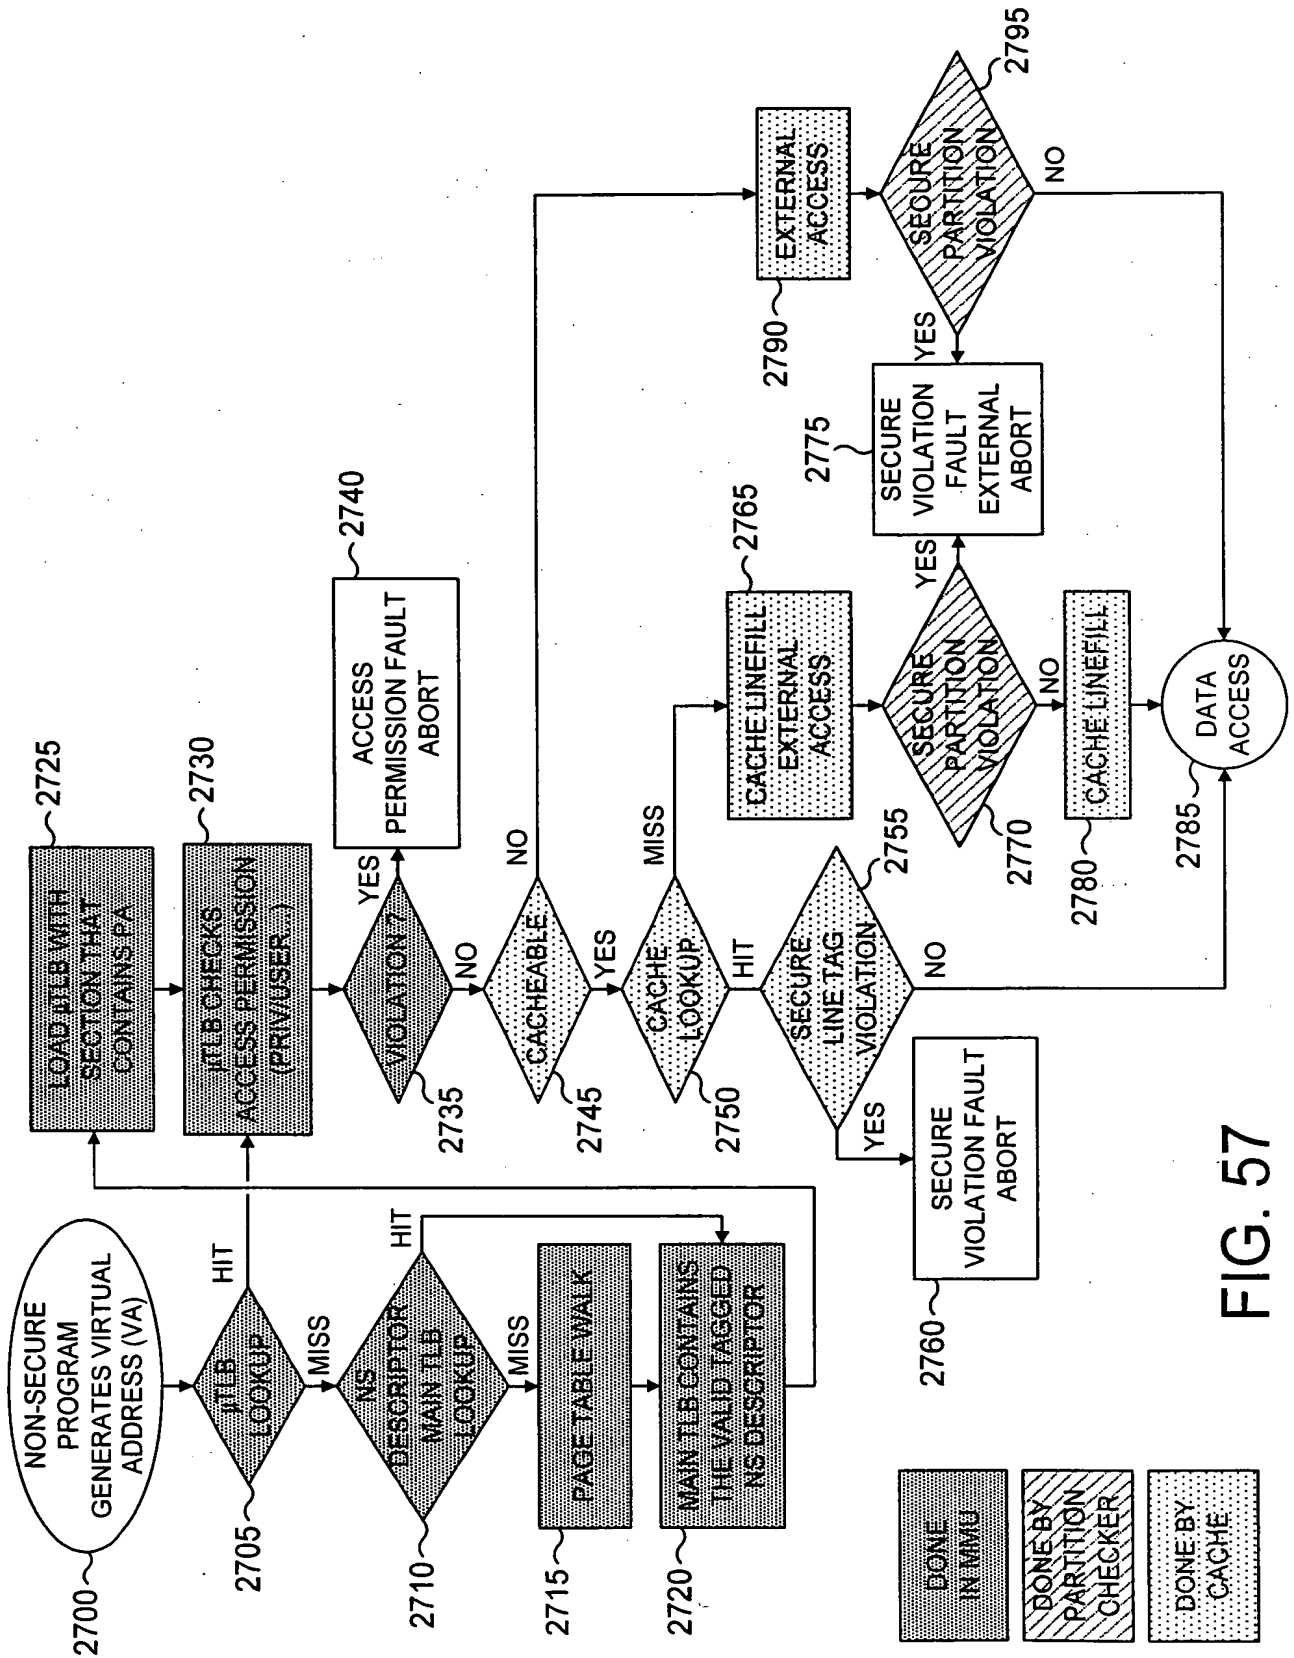 NON-SECURE
PROGRAM
GENERATES VIRTUAL
ADDRESS (VA)
2700
µTLB
LOOKUP
2705
HIT
MISS
NS
DESCRIPTOR
MAIN TLB
LOOKUP
2710
HIT
MISS
PAGE TABLE WALK
2715
MAIN TLB CONTAINS
THE VALID TAGGED
NS DESCRIPTOR
2720
LOAD µTLB WITH
SECTION THAT
CONTAINS PA
2725
µTLB CHECKS
ACCESS PERMISSION
(PRIV/USER..)
2730
VIOLATION?
2735
YES
NO
ACCESS
PERMISSION FAULT
ABORT
2740
CACHEABLE
2745
NO
YES
CACHE
LOOKUP
2750
MISS
HIT
SECURE
LINE TAG
VIOLATION
2755
YES
NO
SECURE
VIOLATION FAULT
ABORT
2760
CACHE LINEFILL
EXTERNAL
ACCESS
2765
SECURE
PARTITION
VIOLATION
2770
YES
NO
SECURE
VIOLATION
FAULT
EXTERNAL
ABORT
2775
CACHE LINEFILL
2780
DATA
ACCESS
2785
EXTERNAL
ACCESS
2790
SECURE
PARTITION
VIOLATION
2795
YES
NO
DONE
IN MMU
DONE BY
PARTITION
CHECKER
DONE BY
CACHE
FIG. 57